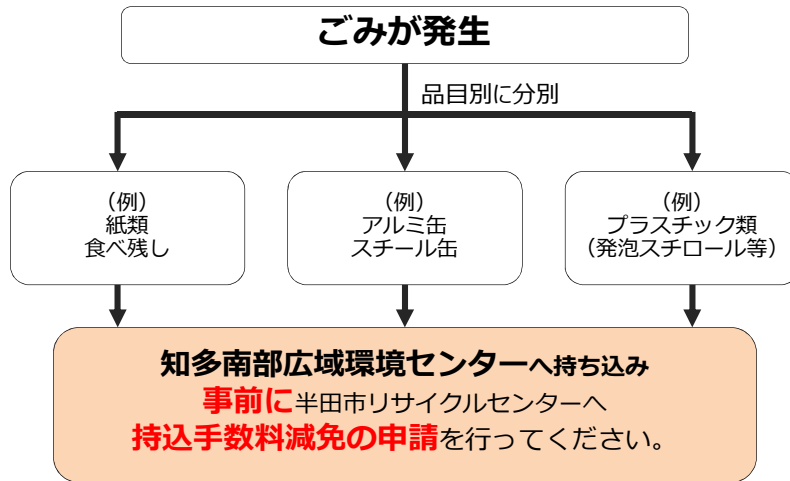 ごみが発生
品目別に分別
(例)
紙類
食べ残し
(例)
アルミ缶
スチール缶
(例)
プラスチック類
(発泡スチロール等)
知多南部広域環境センターへ持ち込み
事前に半田市リサイクルセンターへ
持込手数料減免の申請を行ってください。